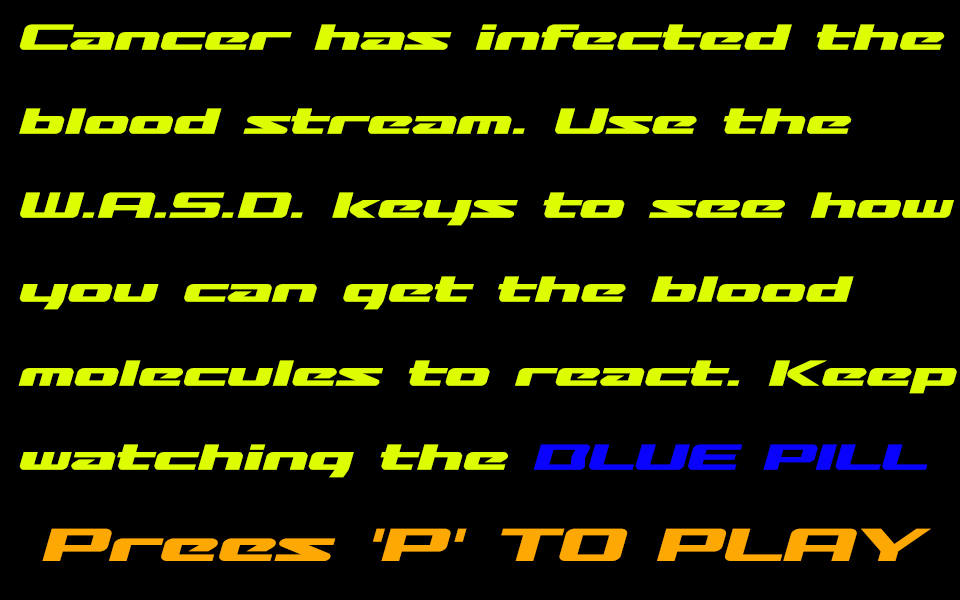 Cancer has infected the
blood stream. Use the
W.A.S.D. keys to see how
you can get the blood
molecules to react. Keep
watching the BLUE PILL
Prees 'P' TO PLAY